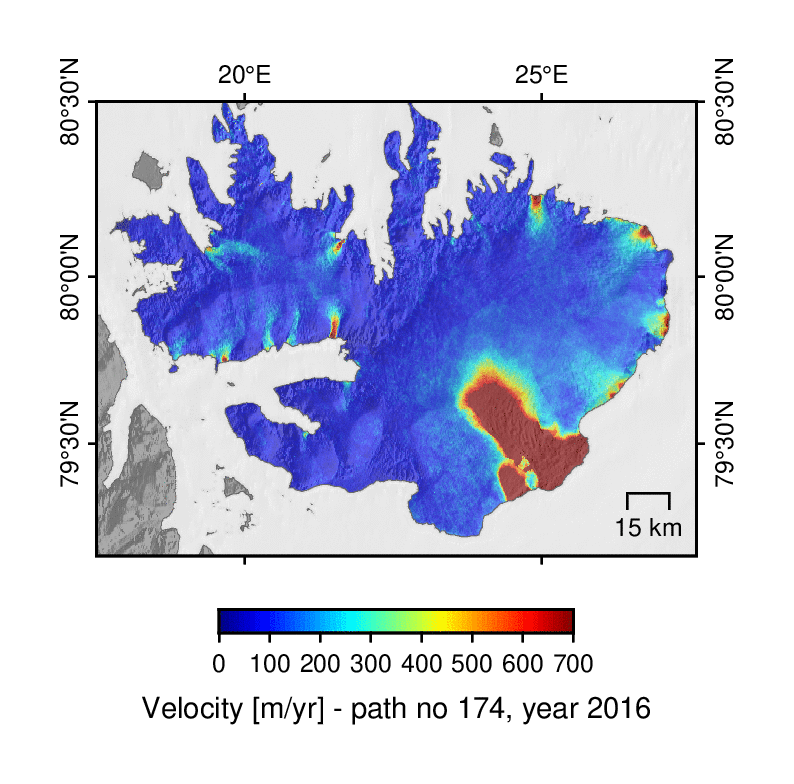 20°E 25°E
80°30'N 80°30'N
80°00'N 80°00'N
79°30'N 79°30'N
15 km
0 100 200 300 400 500 600 700
Velocity [m/yr] - path no 174, year 2016